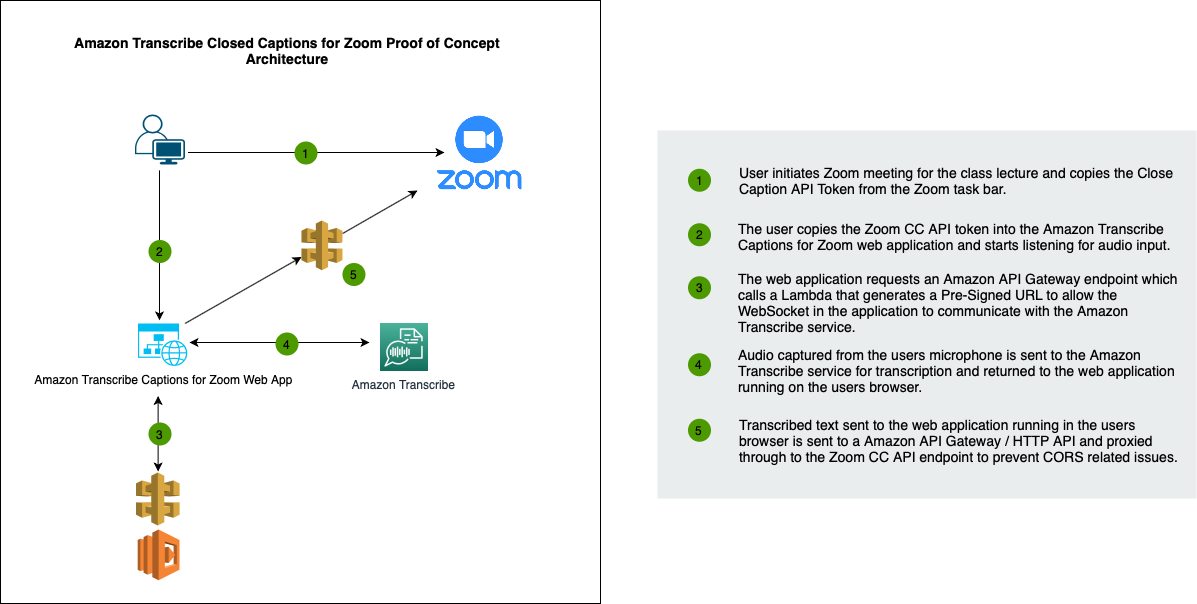 Amazon Transcribe Closed Captions for Zoom Proof of Concept
Architecture
1
zoom
2
5
4
Amazon Transcribe Captions for Zoom Web App
Amazon Transcribe
3
1
User initiates Zoom meeting for the class lecture and copies the Close
Caption API Token from the Zoom task bar.
2
The user copies the Zoom CC API token into the Amazon Transcribe
Captions for Zoom web application and starts listening for audio input.
3
The web application requests an Amazon API Gateway endpoint which
calls a Lambda that generates a Pre-Signed URL to allow the
WebSocket in the application to communicate with the Amazon
Transcribe service.
4
Audio captured from the users microphone is sent to the Amazon
Transcribe service for transcription and returned to the web application
running on the users browser.
5
Transcribed text sent to the web application running in the users
browser is sent to a Amazon API Gateway / HTTP API and proxied
through to the Zoom CC API endpoint to prevent CORS related issues.